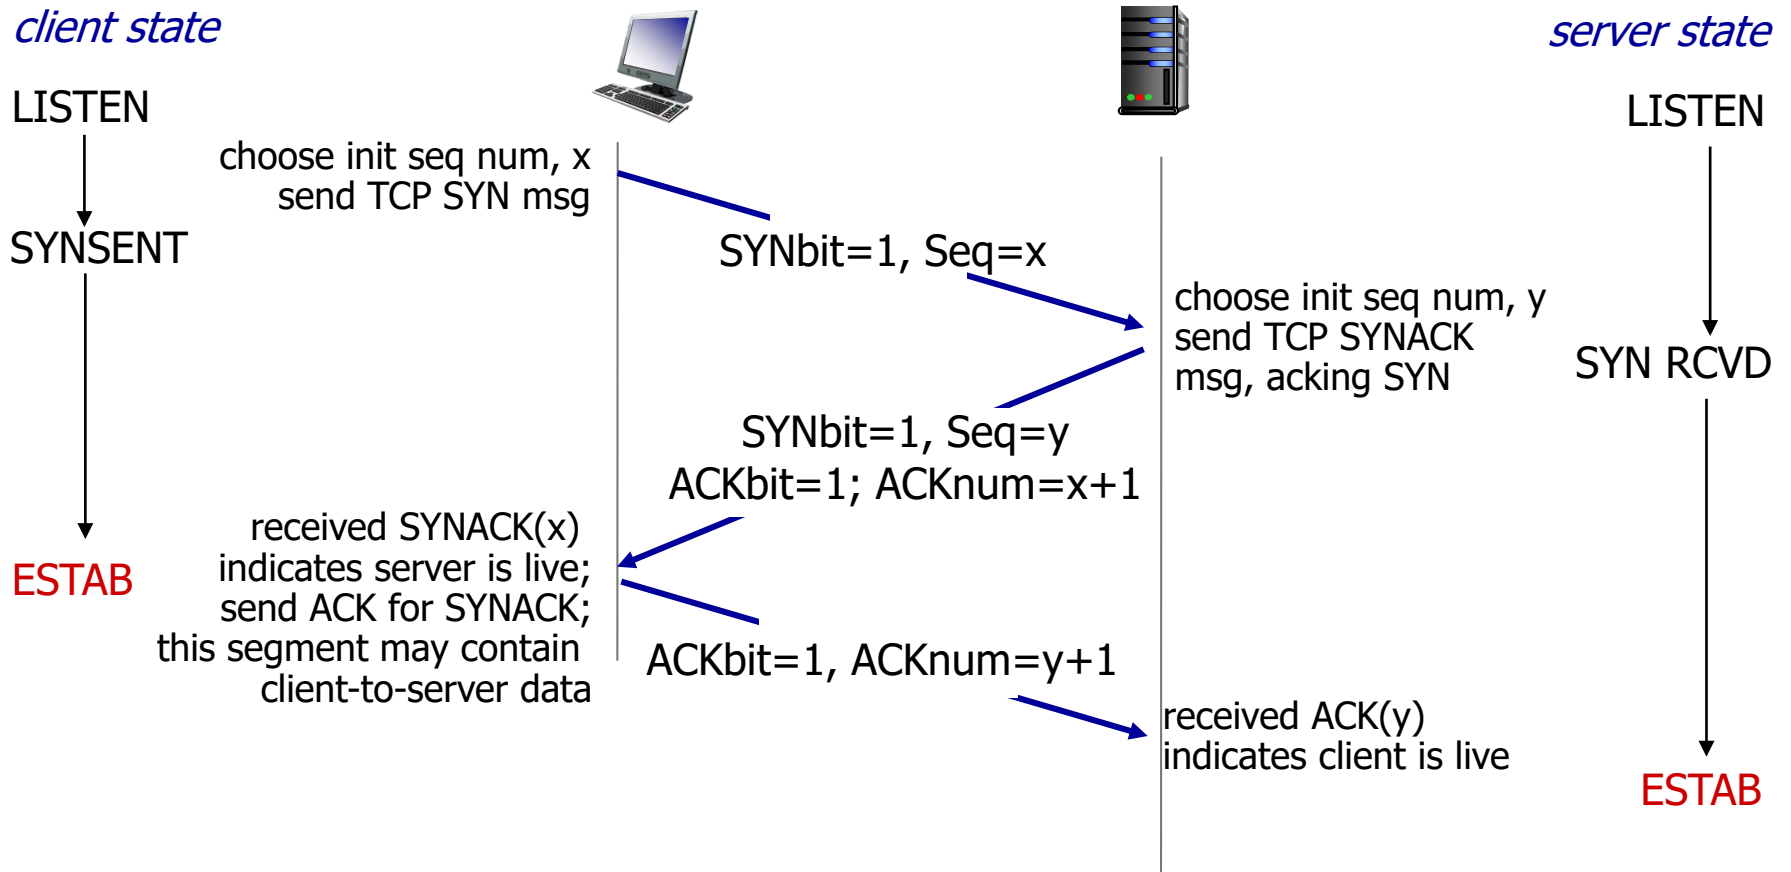 client state
server state
LISTEN
LISTEN
choose init seq num, x
send TCP SYN msg
SYNSENT
SYNbit=1, Seq=x
choose init seq num, y
send TCP SYNACK
msg, acking SYN
SYN RCVD
SYNbit=1, Seq=y
ACKbit=1; ACKnum=x+1
received SYNACK(x)
indicates server is live;
send ACK for SYNACK;
this segment may contain
client-to-server data
ESTAB
ACKbit=1, ACKnum=y+1
received ACK(y)
indicates client is live
ESTAB